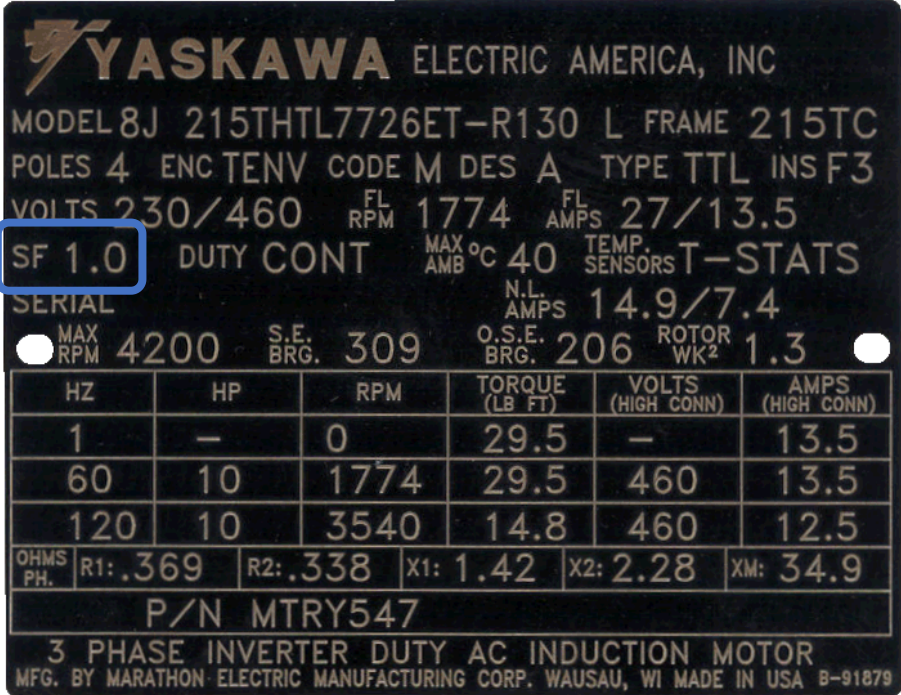 YASKAWA ELECTRIC AMERICA, INC
MODEL 8J 215THTL7726ET-R130 L FRAME 215TC
POLES 4 ENC TENV CODE M DES A TYPE TTL INS F3
VOLTS 230/460 FL RPM 1774 FL AMPS 27/13.5
SF 1.0 DUTY CONT MAX AMB °C 40 TEMP. SENSORS T-STATS
SERIAL N.L. AMPS 14.9/7.4
MAX RPM 4200 S.E. BRG. 309 O.S.E. BRG. 206 ROTOR WK² 1.3
HZ HP RPM TORQUE (LB FT) VOLTS (HIGH CONN) AMPS (HIGH CONN)
1 – 0 29.5 – 13.5
60 10 1774 29.5 460 13.5
120 10 3540 14.8 460 12.5
OHMS PH. R1: .369 R2: .338 X1: 1.42 X2: 2.28 XM: 34.9
P/N MTRY547
3 PHASE INVERTER DUTY AC INDUCTION MOTOR
MFG. BY MARATHON ELECTRIC MANUFACTURING CORP. WAUSAU, WI MADE IN USA B-91879